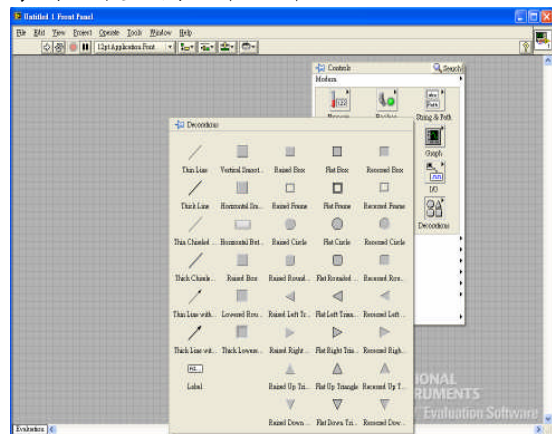 Untitled 1 Front Panel
File Edit View Project Operate Tools Window Help
12pt Application Font
Controls Search
Modern
String & Path
Graph
I/O
Decorations
Decorations
Thin Line Vertical Smoot... Raised Box Flat Box Recessed Box
Thick Line Horizontal Smo... Raised Frame Flat Frame Recessed Frame
Thin Chiseled ... Horizontal But... Raised Circle Flat Circle Recessed Circle
Thick Chisele... Raised Box Raised Round... Flat Rounded ... Recessed Rou...
Thin Line with... Lowered Rou... Raised Left Tr... Flat Left Trian... Recessed Left ...
Thick Line wit... Thick Lowere... Raised Right ... Flat Right Tria... Recessed Righ...
Label Raised Up Tri... Flat Up Triangle Recessed Up T...
Raised Down ... Flat Down Tri... Recessed Dow...
IONAL
RUMENTS
Evaluation Software
Evaluation